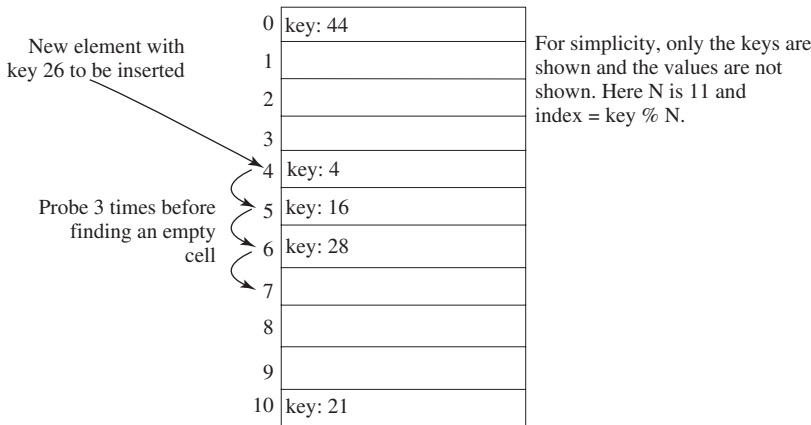 New element with
key 26 to be inserted
Probe 3 times before
finding an empty
cell
0 key: 44
1
2
3
4 key: 4
5 key: 16
6 key: 28
7
8
9
10 key: 21
For simplicity, only the keys are
shown and the values are not
shown. Here N is 11 and
index = key % N.